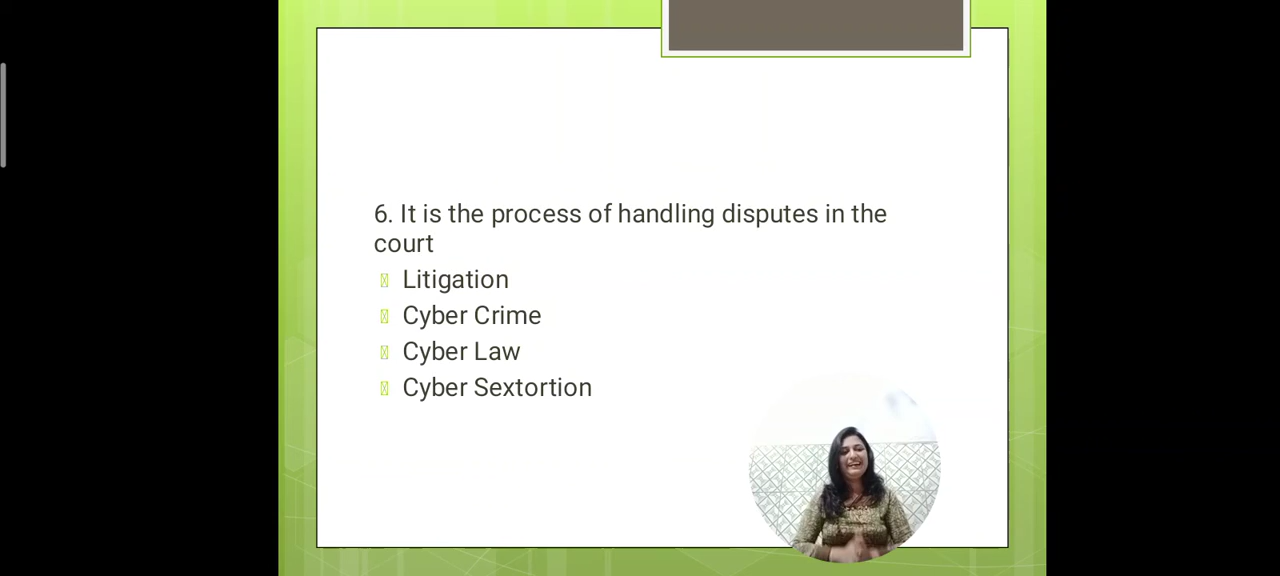 6. It is the process of handling disputes in the
court
Litigation
Cyber Crime
Cyber Law
Cyber Sextortion